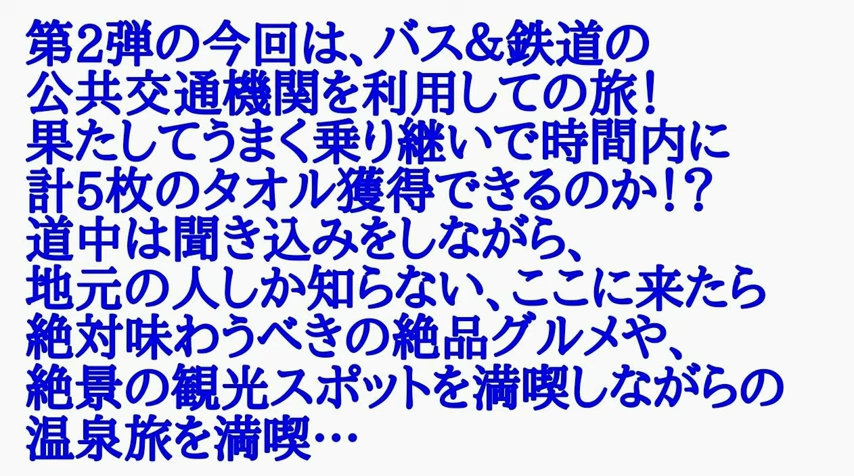 第2弾の今回は、バス&鉄道の
公共交通機関を利用しての旅!
果たしてうまく乗り継いで時間内に
計5枚のタオル獲得できるのか!?
道中は聞き込みをしながら、
地元の人しか知らない、ここに来たら
絶対味わうべきの絶品グルメや、
絶景の観光スポットを満喫しながらの
温泉旅を満喫…